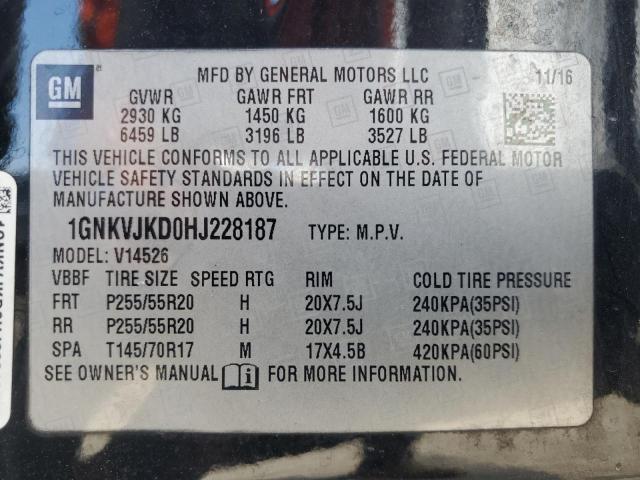 GM
MFD BY GENERAL MOTORS LLC 11/16
GVWR GAWR FRT GAWR RR
2930 KG 1450 KG 1600 KG
6459 LB 3196 LB 3527 LB
THIS VEHICLE CONFORMS TO ALL APPLICABLE U.S. FEDERAL MOTOR
VEHICLE SAFETY STANDARDS IN EFFECT ON THE DATE OF
MANUFACTURE SHOWN ABOVE.
1GNKVJKD0HJ228187 TYPE: M.P.V.
MODEL: V14526
VBBF TIRE SIZE SPEED RTG RIM COLD TIRE PRESSURE
FRT P255/55R20 H 20X7.5J 240KPA(35PSI)
RR P255/55R20 H 20X7.5J 240KPA(35PSI)
SPA T145/70R17 M 17X4.5B 420KPA(60PSI)
SEE OWNER'S MANUAL FOR MORE INFORMATION.